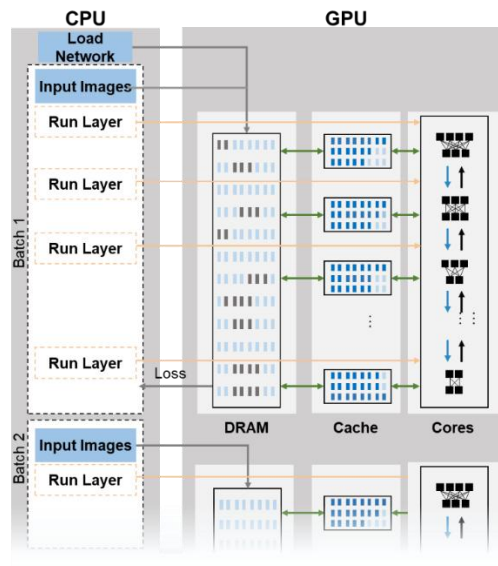 CPU
GPU
Load
Network
Batch 1
Input Images
Run Layer
Run Layer
Run Layer
Run Layer
Loss
DRAM
Cache
Cores
Batch 2
Input Images
Run Layer